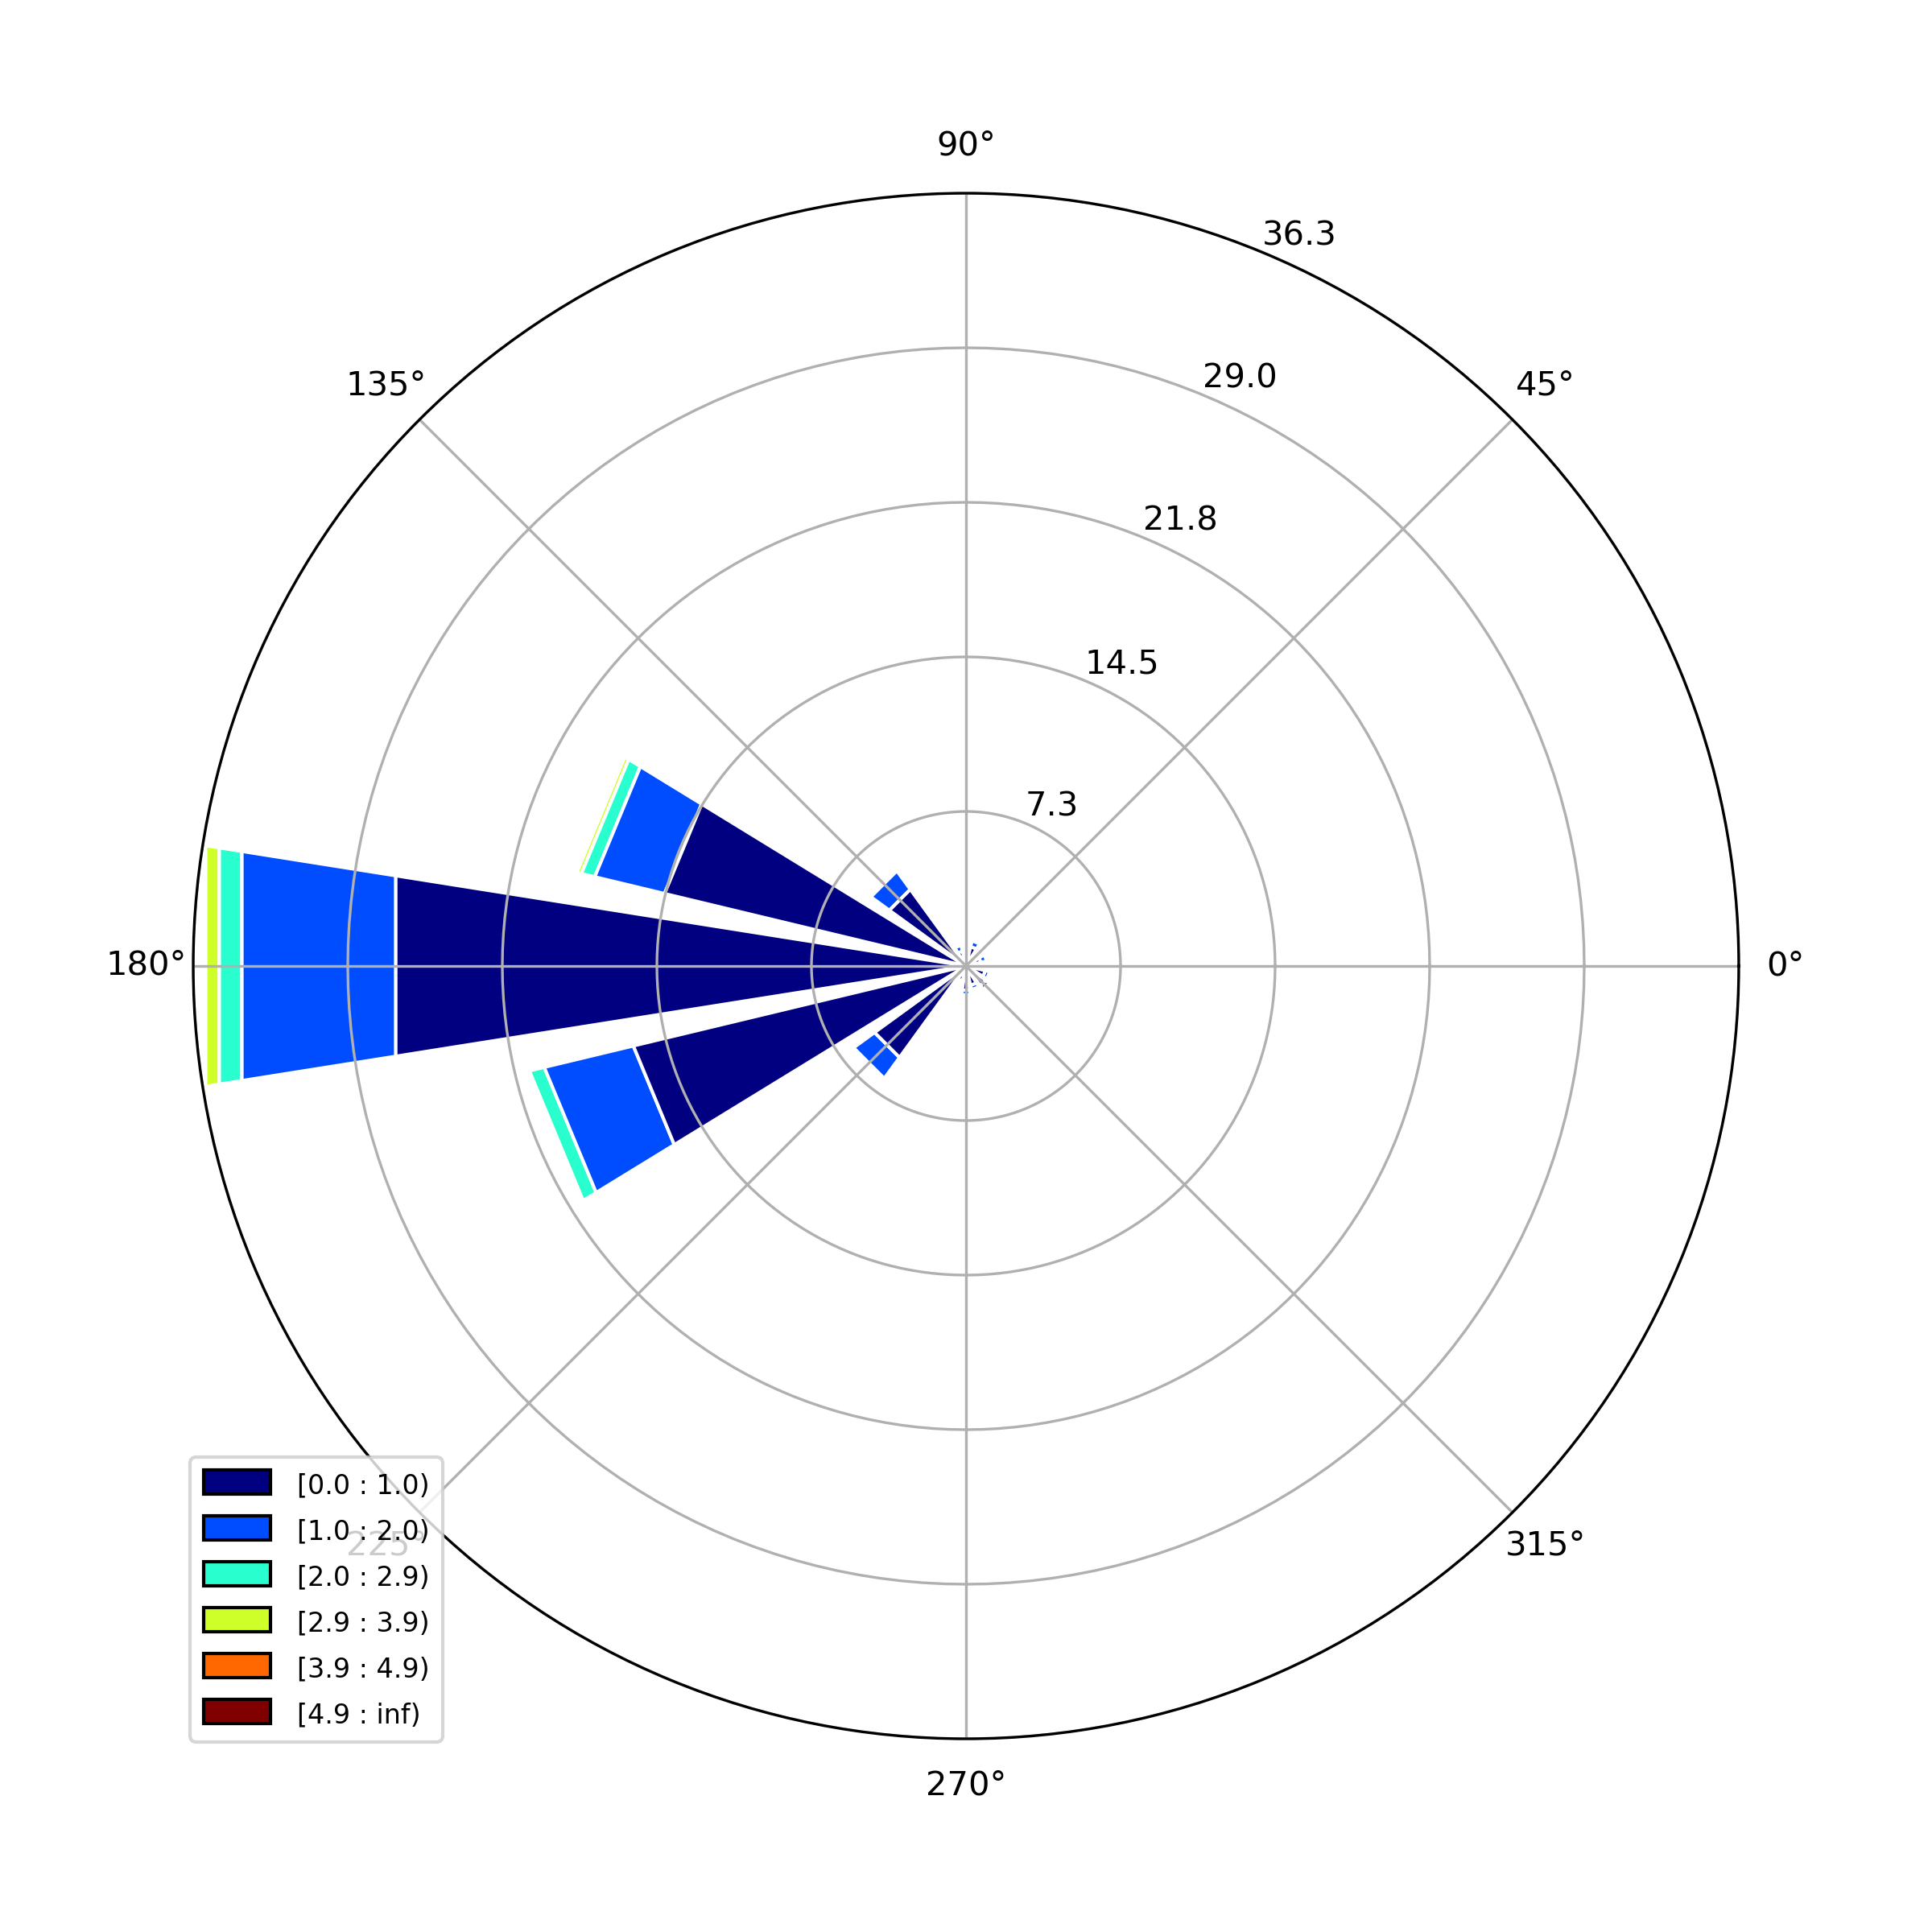 90°
36.3
135°
29.0
45°
21.8
14.5
7.3
180°
0°
[0.0 : 1.0)
[1.0 : 2.0)
225°
315°
[2.0 : 2.9)
[2.9 : 3.9)
[3.9 : 4.9)
[4.9 : inf)
270°